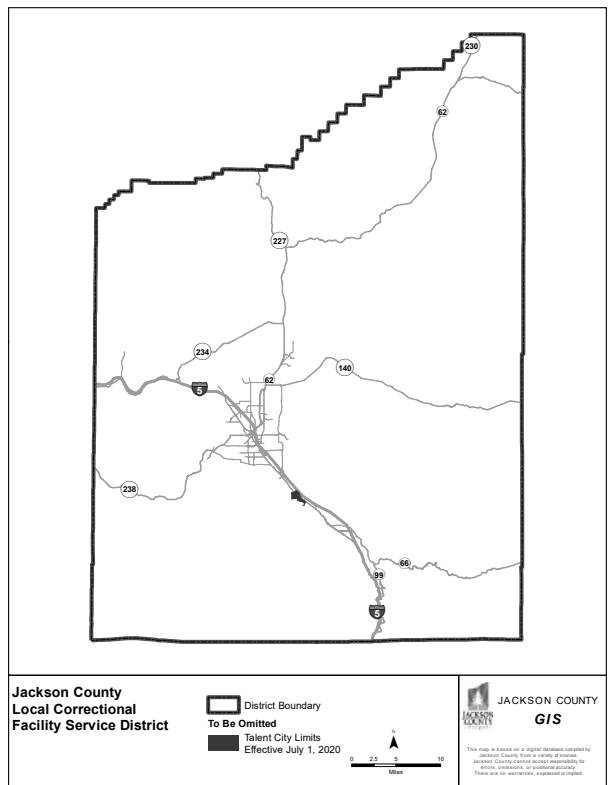 230
62
227
234
62
140
5
238
66
99
5
Jackson County
Local Correctional
Facility Service District
District Boundary
To Be Omitted
Talent City Limits
Effective July 1, 2020
N
0 2.5 5 10
Miles
JACKSON
COUNTY
Oregon
JACKSON COUNTY
GIS
This map is based on a digital database compiled by
Jackson County from a variety of sources.
Jackson County cannot accept responsibility for
errors, omissions, or positional accuracy.
There are no warranties, expressed or implied.